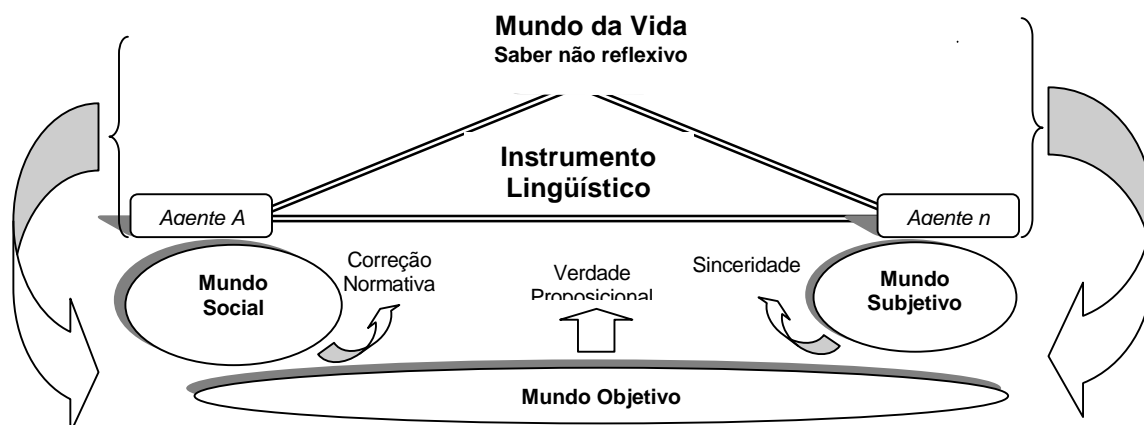 Mundo da Vida
Saber não reflexivo
Instrumento
Lingüístico
Agente A
Agente n
Correção
Normativa
Verdade
Proposicional
Sinceridade
Mundo
Social
Mundo
Subjetivo
Mundo Objetivo